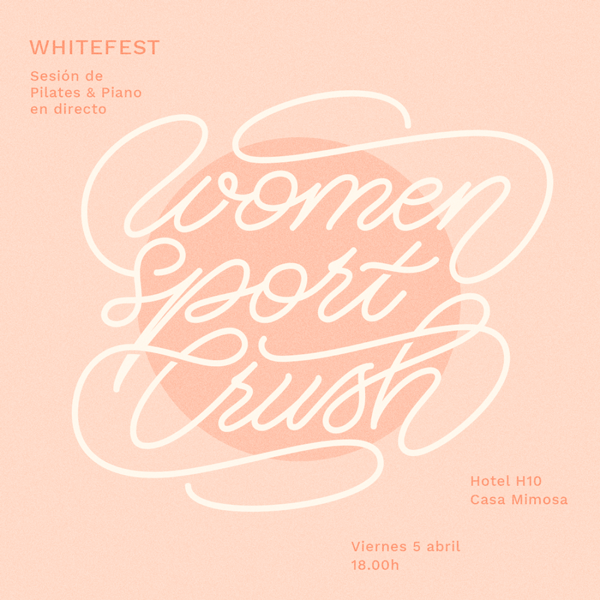 WHITEFEST
Sesión de
Pilates & Piano
en directo
women
Sport
Crush
Hotel H10
Casa Mimosa
Viernes 5 abril
18.00h